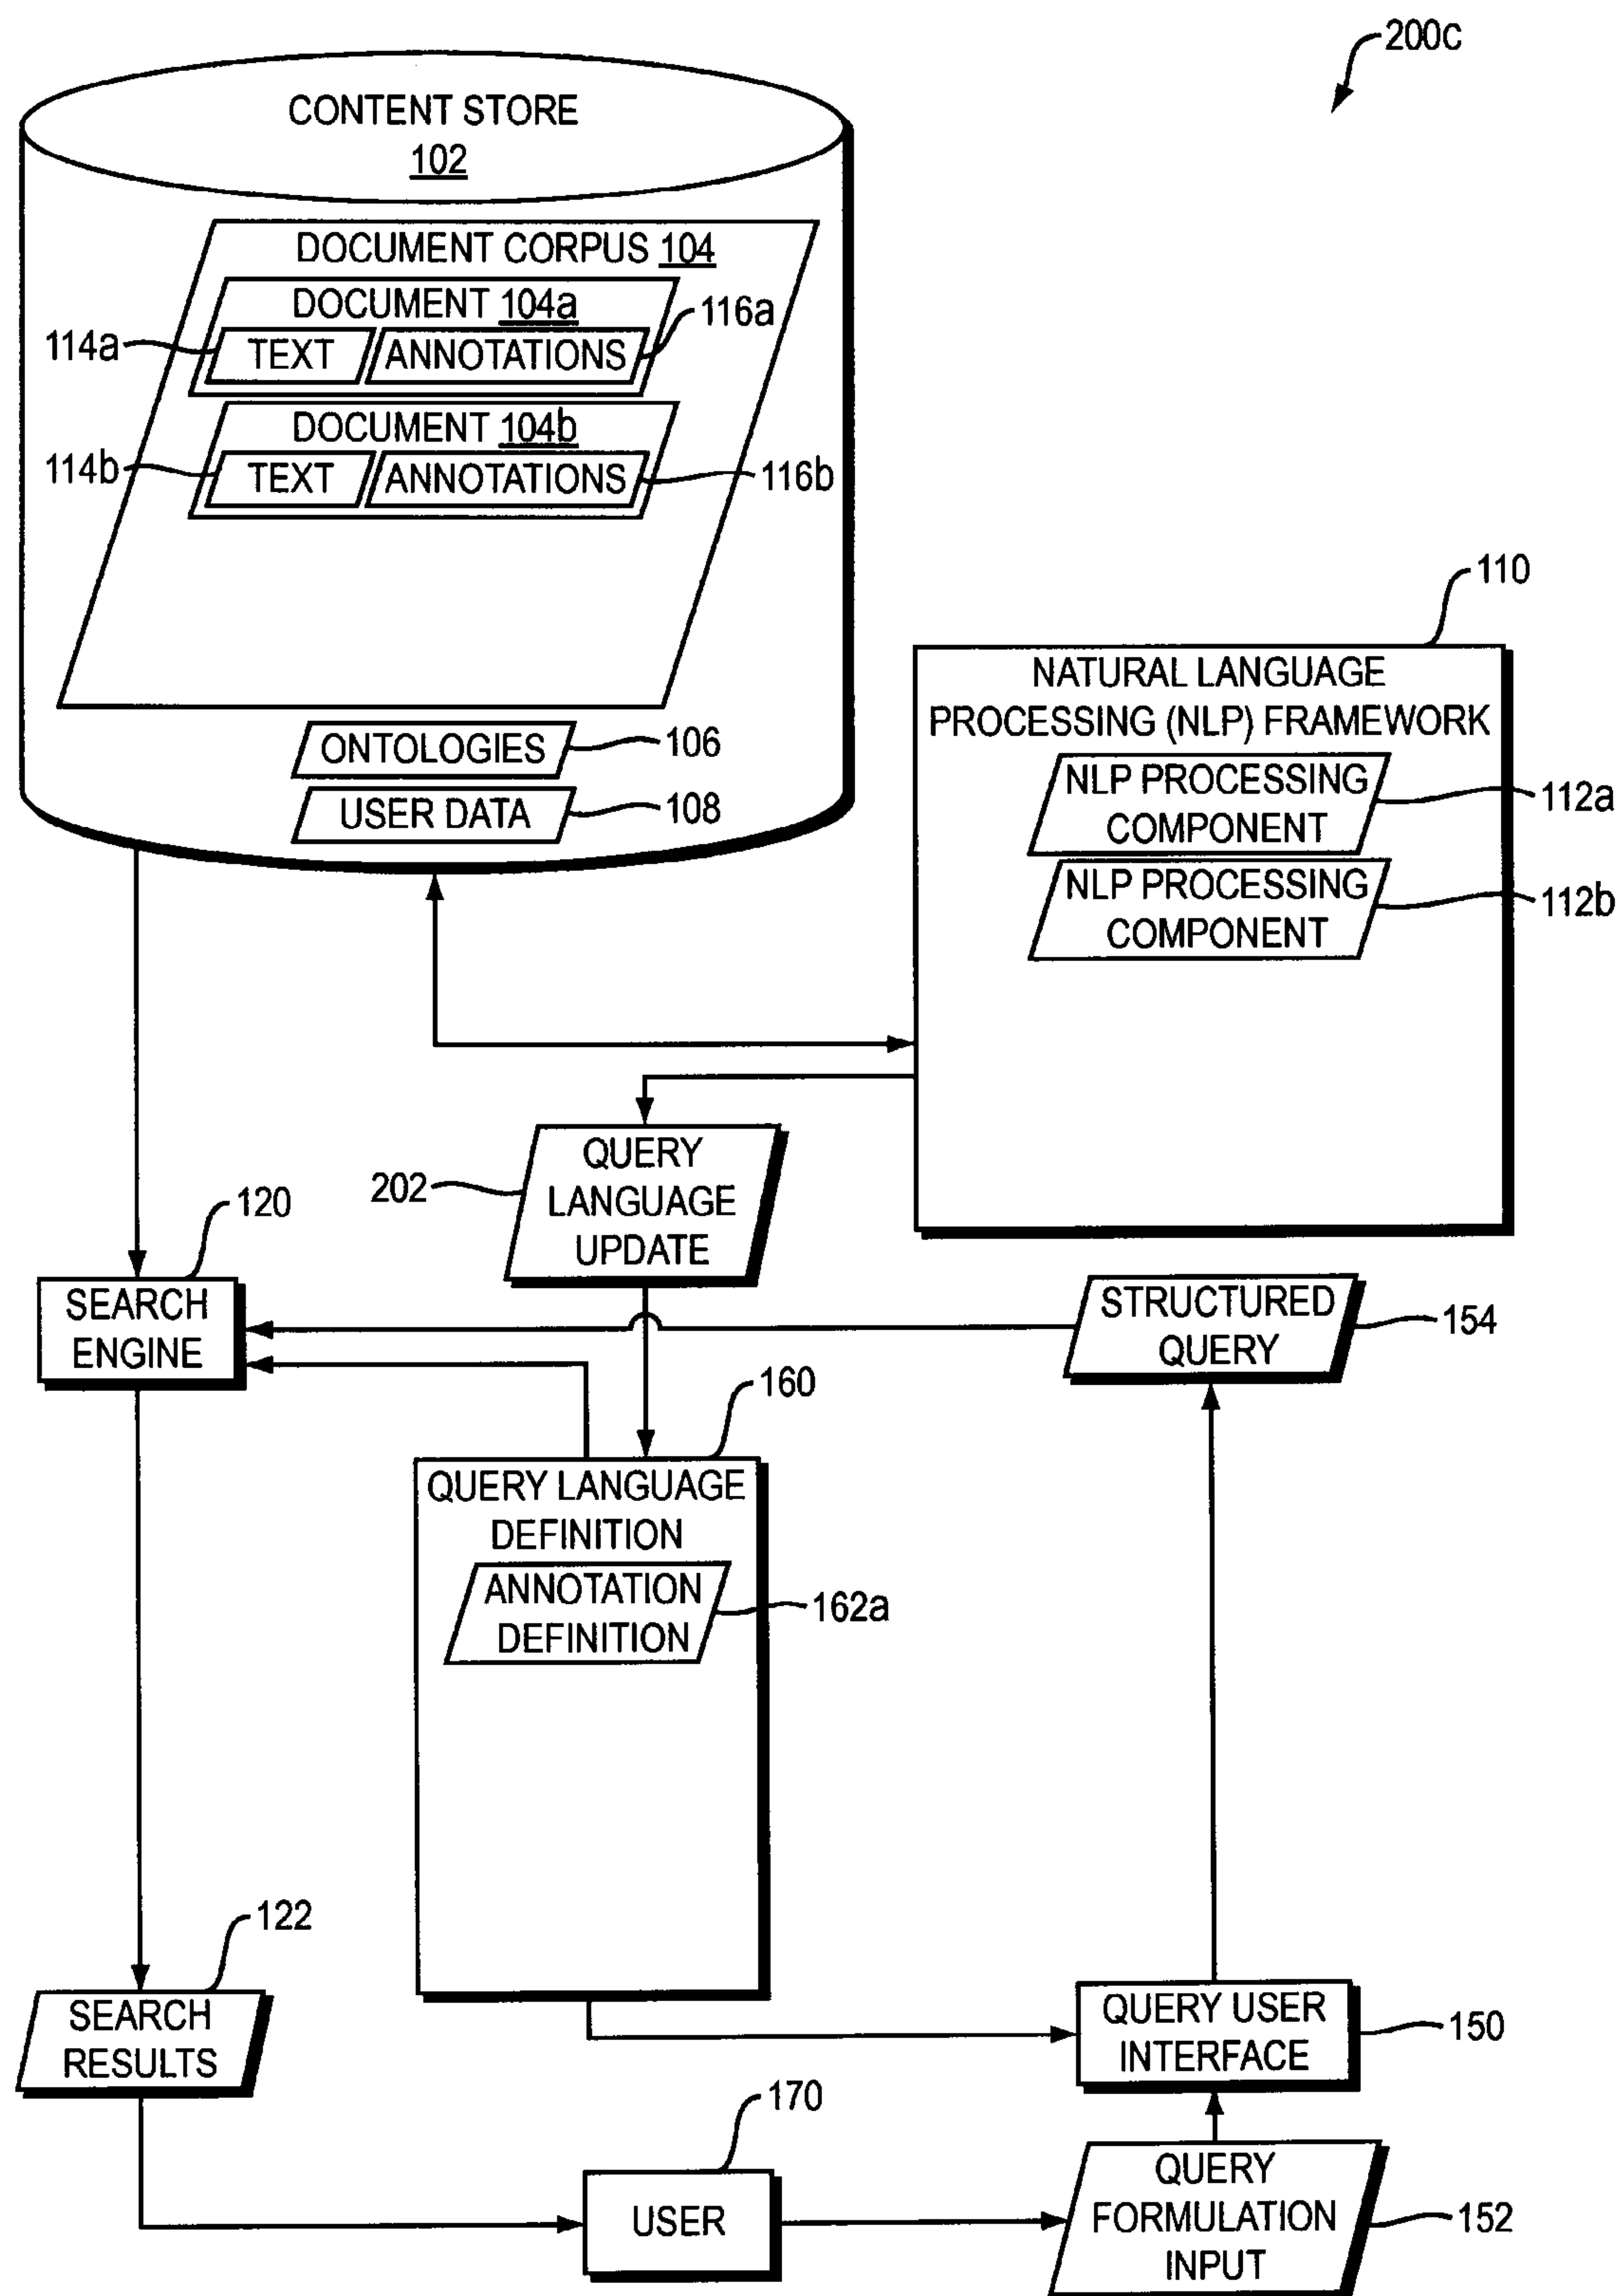 200c
CONTENT STORE
102
DOCUMENT CORPUS 104
DOCUMENT 104a
116a
114a
TEXT
ANNOTATIONS
DOCUMENT 104b
114b
TEXT
ANNOTATIONS
116b
110
NATURAL LANGUAGE
PROCESSING (NLP) FRAMEWORK
ONTOLOGIES
106
NLP PROCESSING
COMPONENT
112a
USER DATA
108
NLP PROCESSING
COMPONENT
112b
QUERY
LANGUAGE
UPDATE
202
120
SEARCH
ENGINE
STRUCTURED
QUERY
154
160
QUERY LANGUAGE
DEFINITION
ANNOTATION
DEFINITION
162a
122
SEARCH
RESULTS
QUERY USER
INTERFACE
150
170
USER
QUERY
FORMULATION
INPUT
152